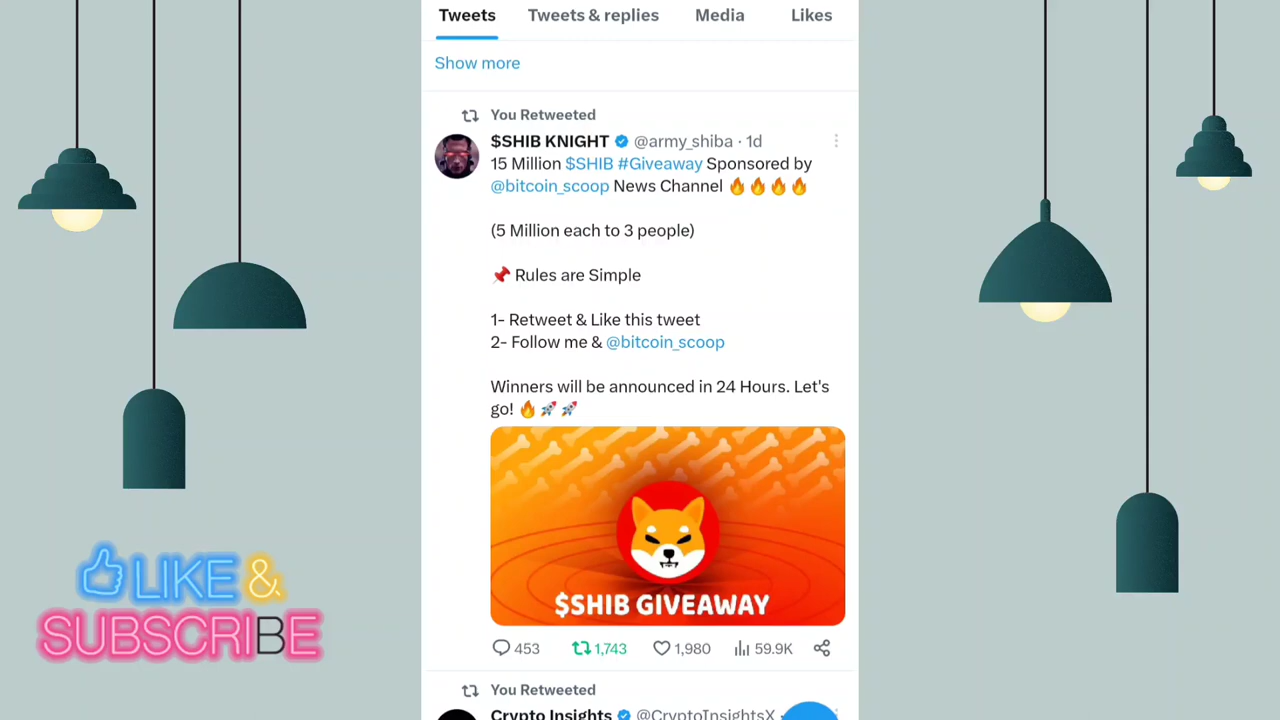 Tweets Tweets & replies Media Likes
Show more
You Retweeted
$SHIB KNIGHT @army_shiba · 1d
15 Million $SHIB #Giveaway Sponsored by
@bitcoin_scoop News Channel 🔥🔥🔥🔥
(5 Million each to 3 people)
📌 Rules are Simple
1- Retweet & Like this tweet
2- Follow me & @bitcoin_scoop
Winners will be announced in 24 Hours. Let's
go! 🔥🚀🚀
$SHIB GIVEAWAY
453 1,743 1,980 59.9K
You Retweeted
Crypto Insights @CryptoInsightsX
LIKE &
SUBSCRIBE